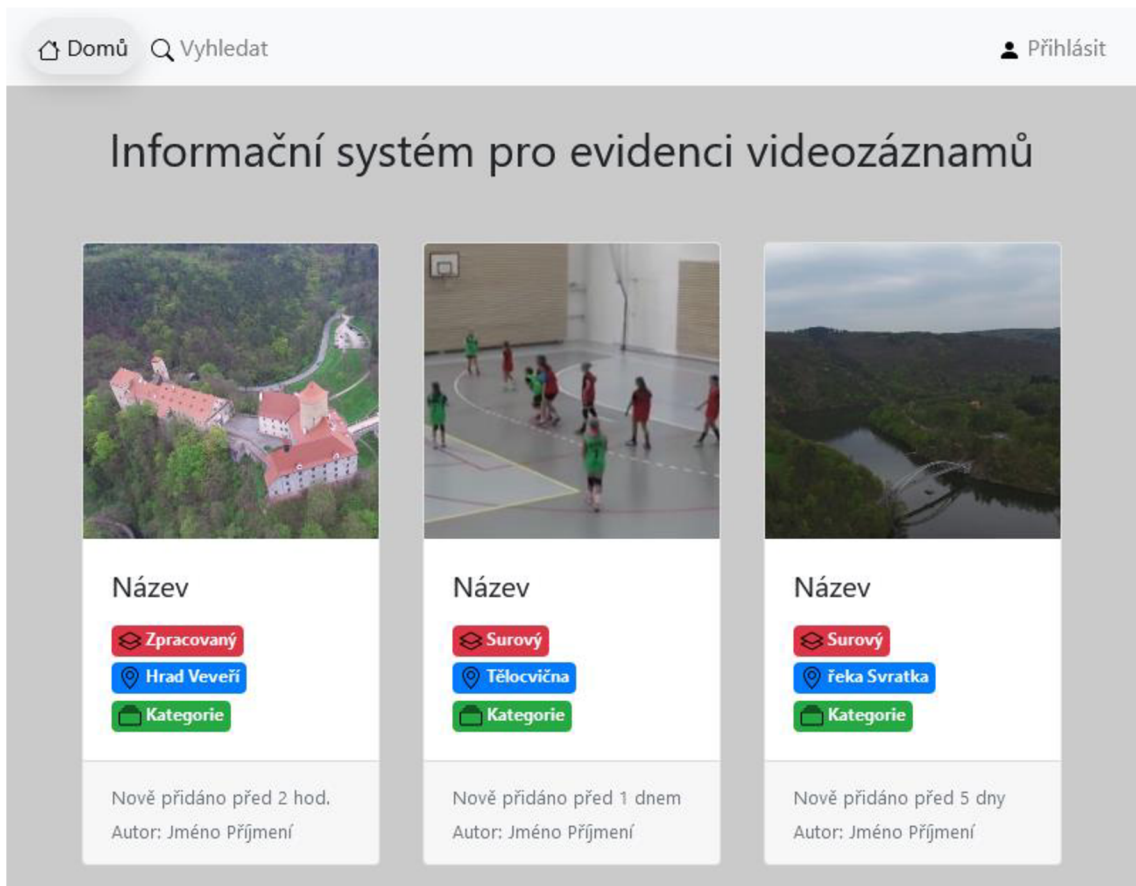 Domů Vyhledat Přihlásit
Informační systém pro evidenci videozáznamů
Název
Zpracovaný
Hrad Veveří
Kategorie
Nově přidáno před 2 hod.
Autor: Jméno Příjmení
Název
Surový
Tělocvična
Kategorie
Nově přidáno před 1 dnem
Autor: Jméno Příjmení
Název
Surový
řeka Svratka
Kategorie
Nově přidáno před 5 dny
Autor: Jméno Příjmení